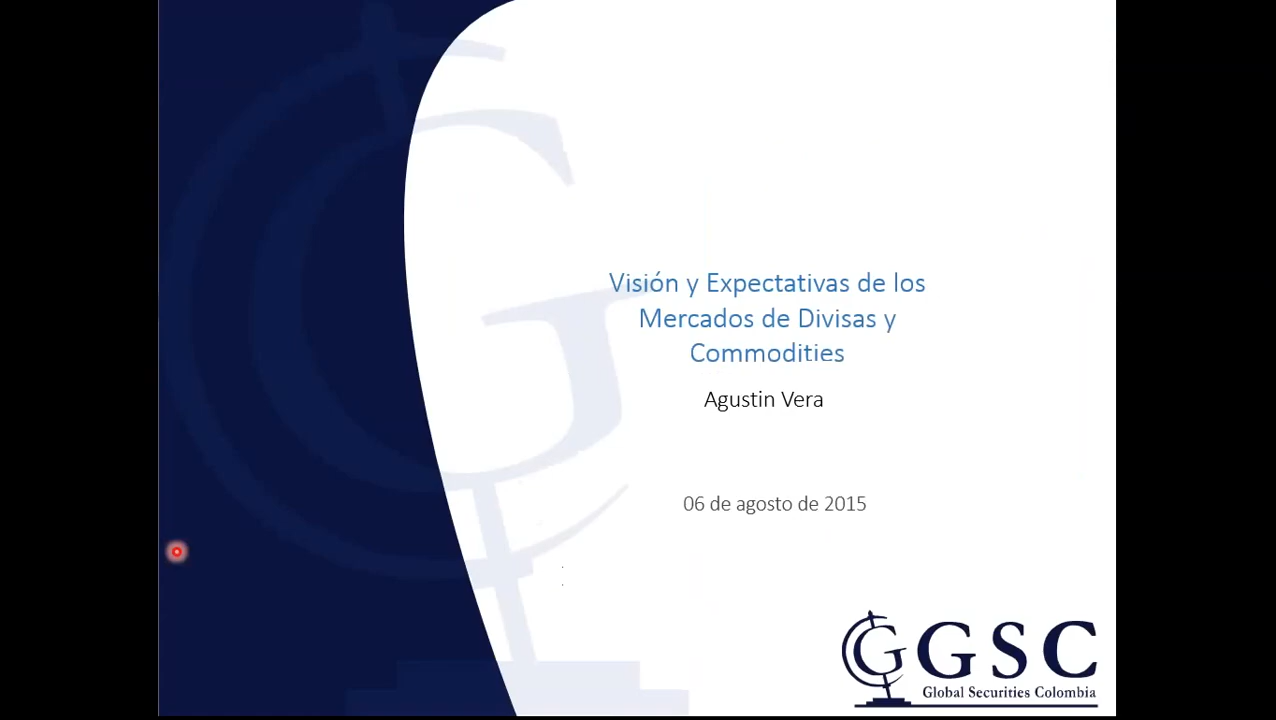 Visión y Expectativas de los
Mercados de Divisas y
Commodities
Agustin Vera
06 de agosto de 2015
G GSC
Global Securities Colombia